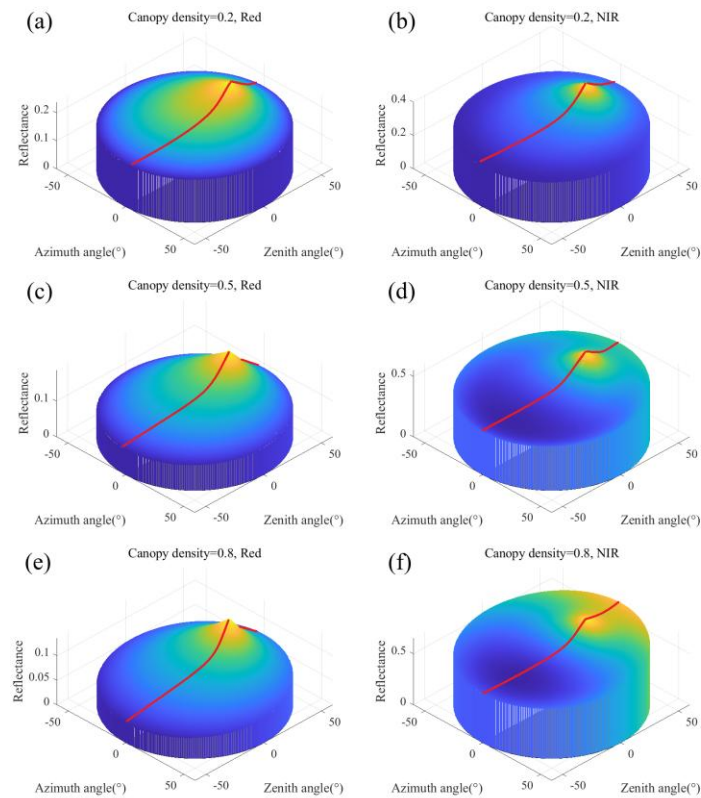 (a)
Canopy density=0.2, Red
Reflectance
0.2
0.1
0
-50
0
50
Azimuth angle(°)
-50
0
50
Zenith angle(°)
(b)
Canopy density=0.2, NIR
Reflectance
0.4
0.2
0
-50
0
50
Azimuth angle(°)
-50
0
50
Zenith angle(°)
(c)
Canopy density=0.5, Red
Reflectance
0.1
0
-50
0
50
Azimuth angle(°)
-50
0
50
Zenith angle(°)
(d)
Canopy density=0.5, NIR
Reflectance
0.5
0
-50
0
50
Azimuth angle(°)
-50
0
50
Zenith angle(°)
(e)
Canopy density=0.8, Red
Reflectance
0.1
0.05
0
-50
0
50
Azimuth angle(°)
-50
0
50
Zenith angle(°)
(f)
Canopy density=0.8, NIR
Reflectance
0.5
0
-50
0
50
Azimuth angle(°)
-50
0
50
Zenith angle(°)